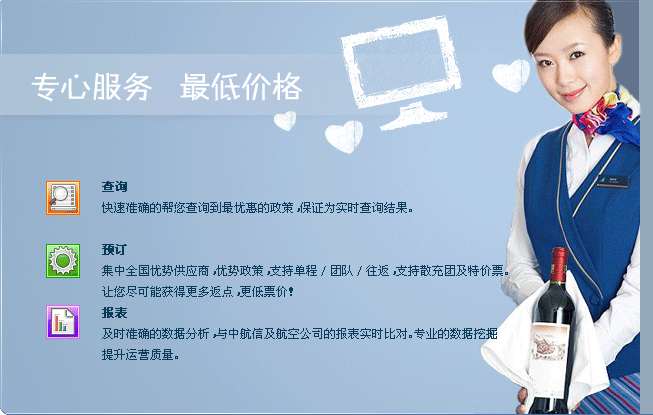 专心服务 最低价格
查询
快速准确的帮您查询到最优惠的政策,保证为实时查询结果。
预订
集中全国优势供应商,优势政策,支持单程/团队/往返,支持散充团及特价票。
让您尽可能获得更多返点,更低票价!
报表
及时准确的数据分析,与中航信及航空公司的报表实时比对。专业的数据挖掘
提升运营质量。